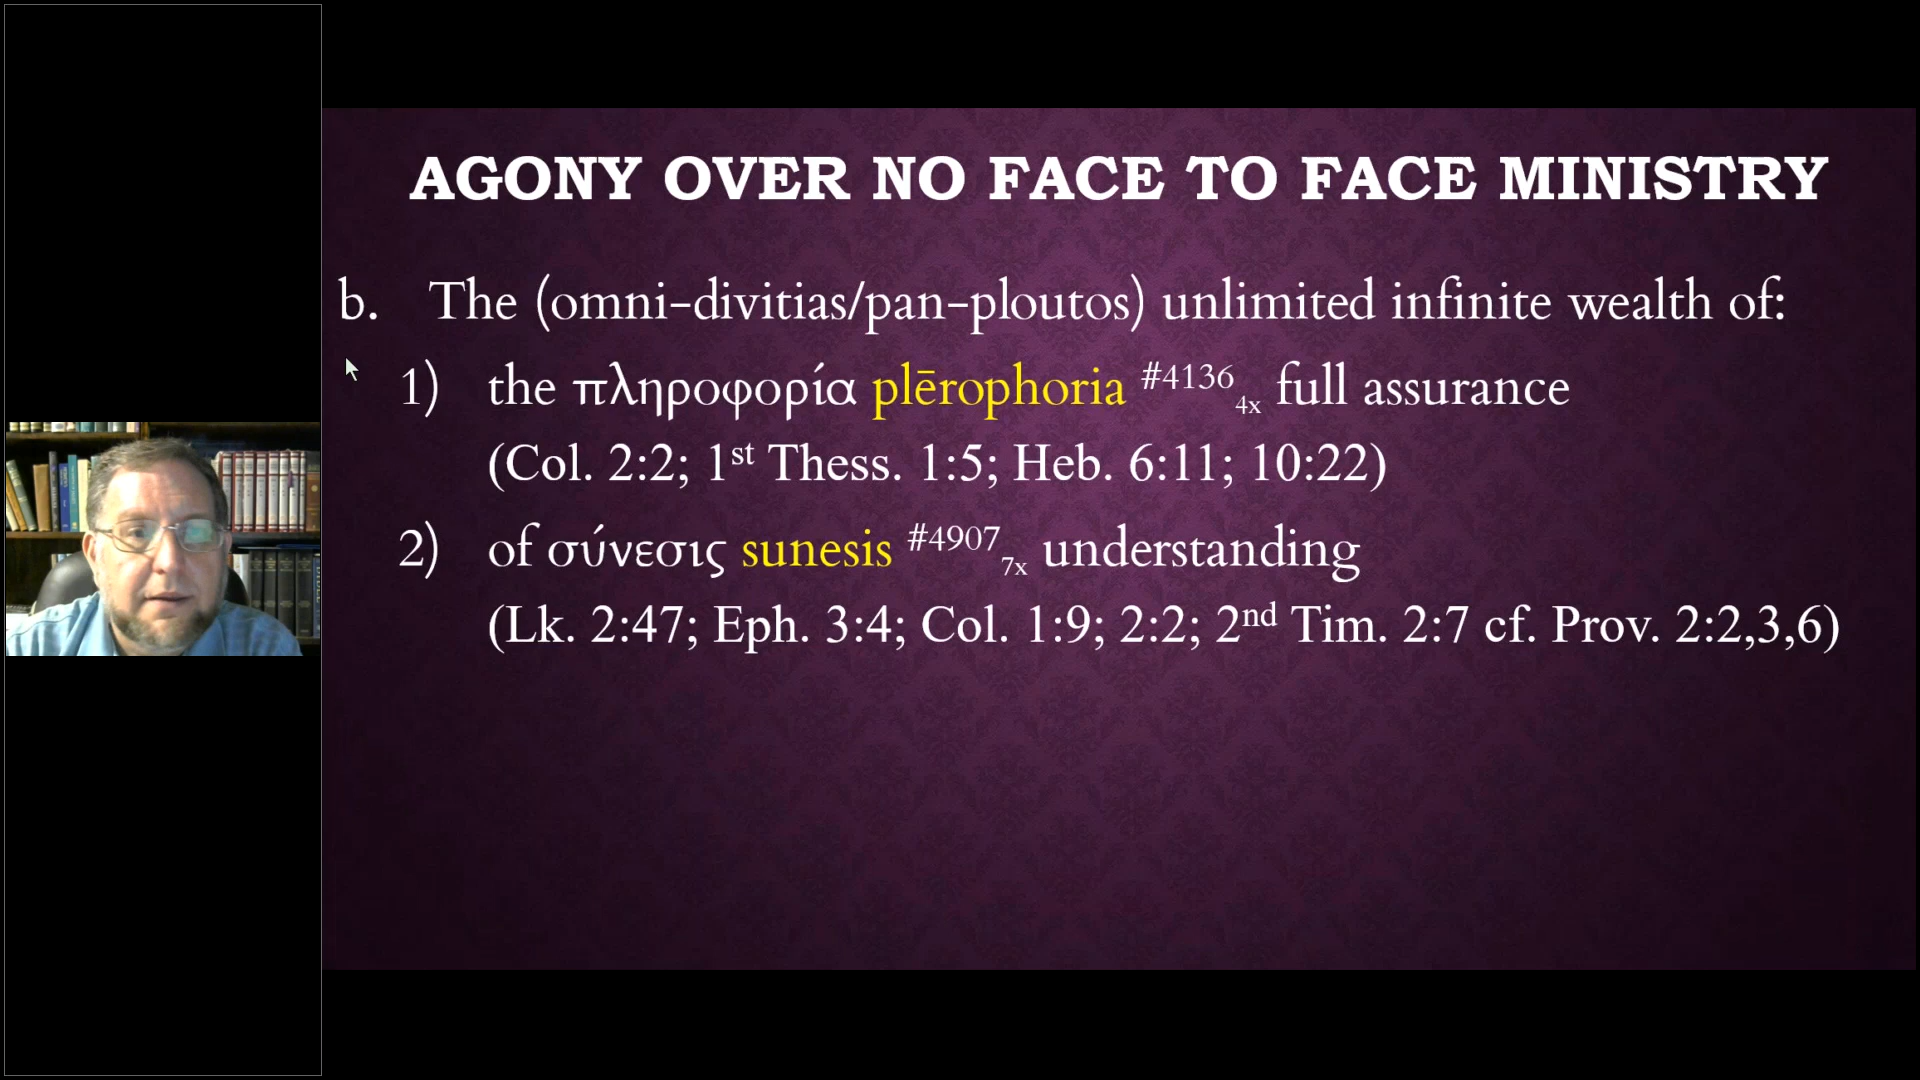 AGONY OVER NO FACE TO FACE MINISTRY
b. The (omni-divitias/pan-ploutos) unlimited infinite wealth of:
1) the πληροφορία plērophoria #4136 4x full assurance
(Col. 2:2; 1st Thess. 1:5; Heb. 6:11; 10:22)
2) of σύνεσις sunesis #4907 7x understanding
(Lk. 2:47; Eph. 3:4; Col. 1:9; 2:2; 2nd Tim. 2:7 cf. Prov. 2:2,3,6)